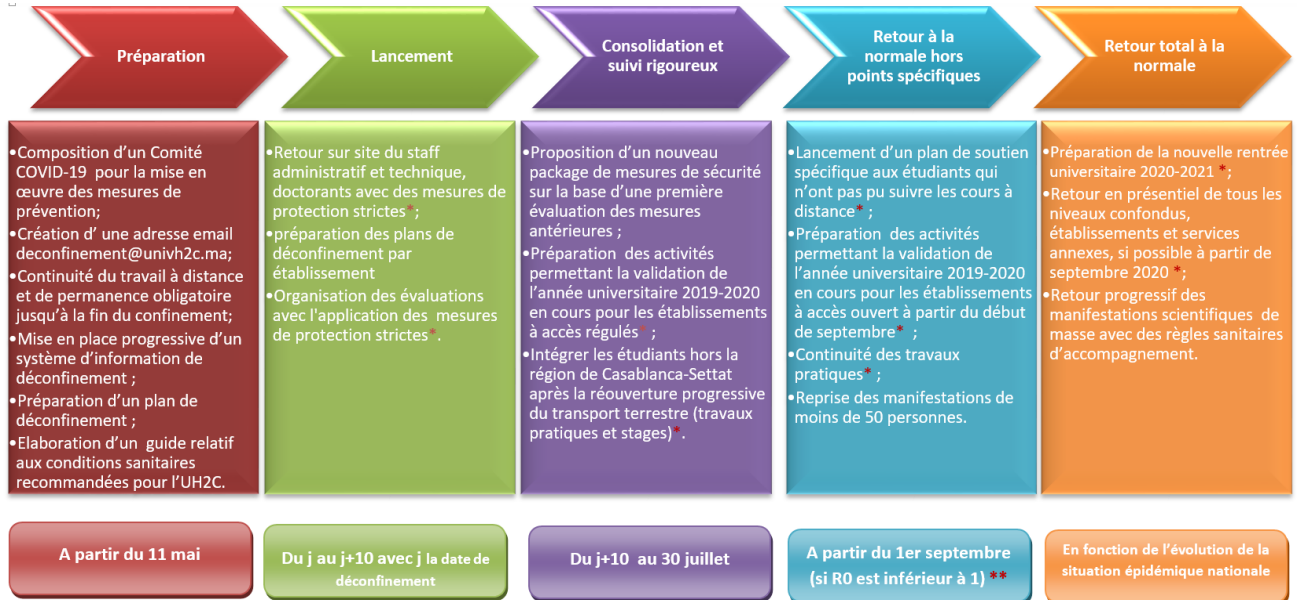 Préparation
Lancement
Consolidation et
suivi rigoureux
Retour à la
normale hors
points spécifiques
Retour total à la
normale
•Composition d'un Comité
COVID-19 pour la mise en
œuvre des mesures de
prévention;
•Création d' une adresse email
deconfinement@univh2c.ma;
•Continuité du travail à distance
et de permanence obligatoire
jusqu'à la fin du confinement;
•Mise en place progressive d'un
système d'information de
déconfinement ;
•Préparation d'un plan de
déconfinement ;
•Elaboration d'un guide relatif
aux conditions sanitaires
recommandées pour l'UH2C.
•Retour sur site du staff
administratif et technique,
doctorants avec des mesures de
protection strictes*;
•préparation des plans de
déconfinement par
établissement
•Organisation des évaluations
avec l'application des mesures
de protection strictes*.
•Proposition d'un nouveau
package de mesures de sécurité
sur la base d'une première
évaluation des mesures
antérieures ;
•Préparation des activités
permettant la validation de
l'année universitaire 2019-2020
en cours pour les établissements
à accès régulés* ;
•Intégrer les étudiants hors la
région de Casablanca-Settat
après la réouverture progressive
du transport terrestre (travaux
pratiques et stages)*.
•Lancement d'un plan de soutien
spécifique aux étudiants qui
n'ont pas pu suivre les cours à
distance* ;
•Préparation des activités
permettant la validation de
l'année universitaire 2019-2020
en cours pour les établissements
à accès ouvert à partir du début
de septembre* ;
•Continuité des travaux
pratiques* ;
•Reprise des manifestations de
moins de 50 personnes.
•Préparation de la nouvelle rentrée
universitaire 2020-2021 *;
•Retour en présentiel de tous les
niveaux confondus,
établissements et services
annexes, si possible à partir de
septembre 2020 *;
•Retour progressif des
manifestations scientifiques de
masse avec des règles sanitaires
d'accompagnement.
A partir du 11 mai
Du j au j+10 avec j la date de
déconfinement
Du j+10 au 30 juillet
A partir du 1er septembre
(si R0 est inférieur à 1) **
En fonction de l'évolution de la
situation épidémique nationale